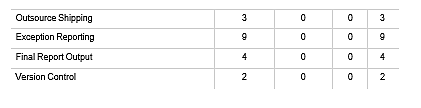 Outsource Shipping 3 0 0 3
Exception Reporting 9 0 0 9
Final Report Output 4 0 0 4
Version Control 2 0 0 2